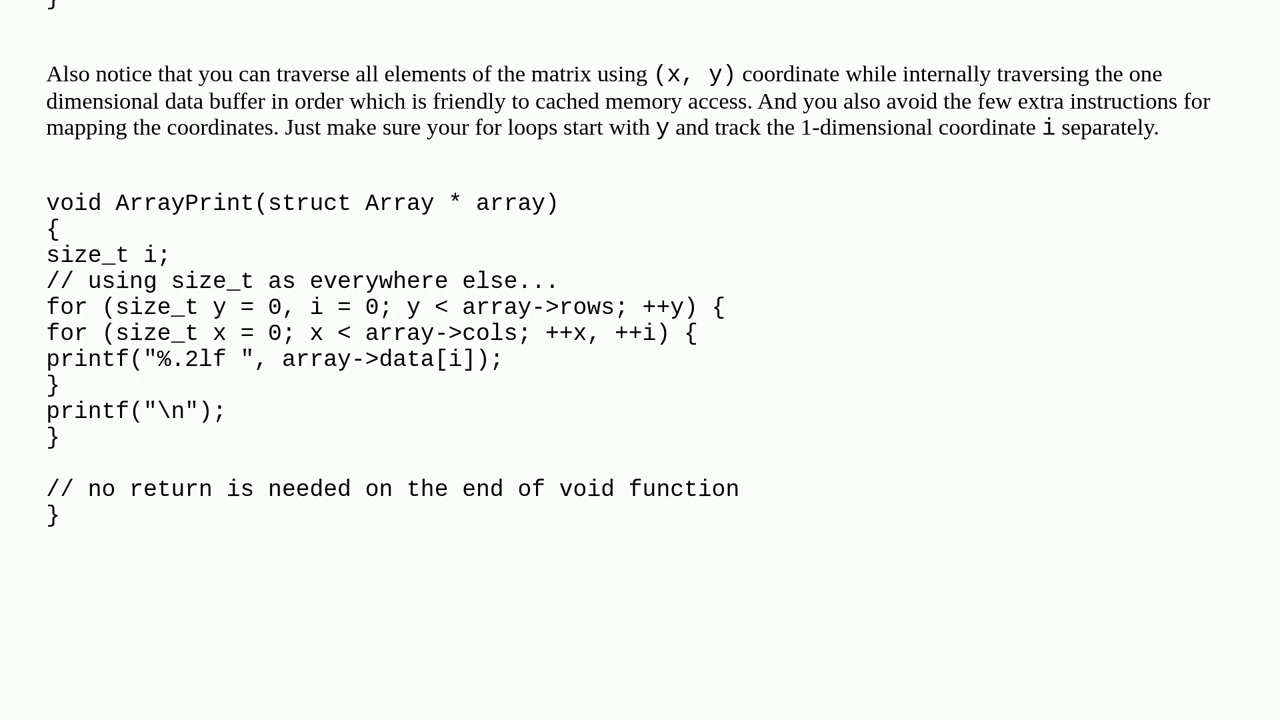 }
Also notice that you can traverse all elements of the matrix using (x, y) coordinate while internally traversing the one
dimensional data buffer in order which is friendly to cached memory access. And you also avoid the few extra instructions for
mapping the coordinates. Just make sure your for loops start with y and track the 1-dimensional coordinate i separately.
void ArrayPrint(struct Array * array)
{
size_t i;
// using size_t as everywhere else...
for (size_t y = 0, i = 0; y < array->rows; ++y) {
for (size_t x = 0; x < array->cols; ++x, ++i) {
printf("%.2lf ", array->data[i]);
}
printf("\n");
}
// no return is needed on the end of void function
}